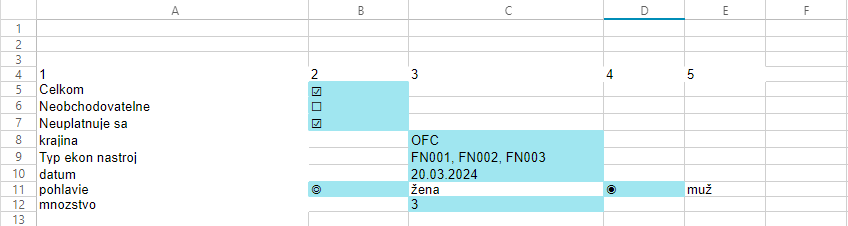 A B C D E F
1
2
3
4 1 2 3 4 5
5 Celkom ☑
6 Neobchodovatelne ☐
7 Neuplatnuje sa ☑
8 krajina OFC
9 Typ ekon nastroj FN001, FN002, FN003
10 datum 20.03.2024
11 pohlavie ◎ žena ◉ muž
12 mnozstvo 3
13